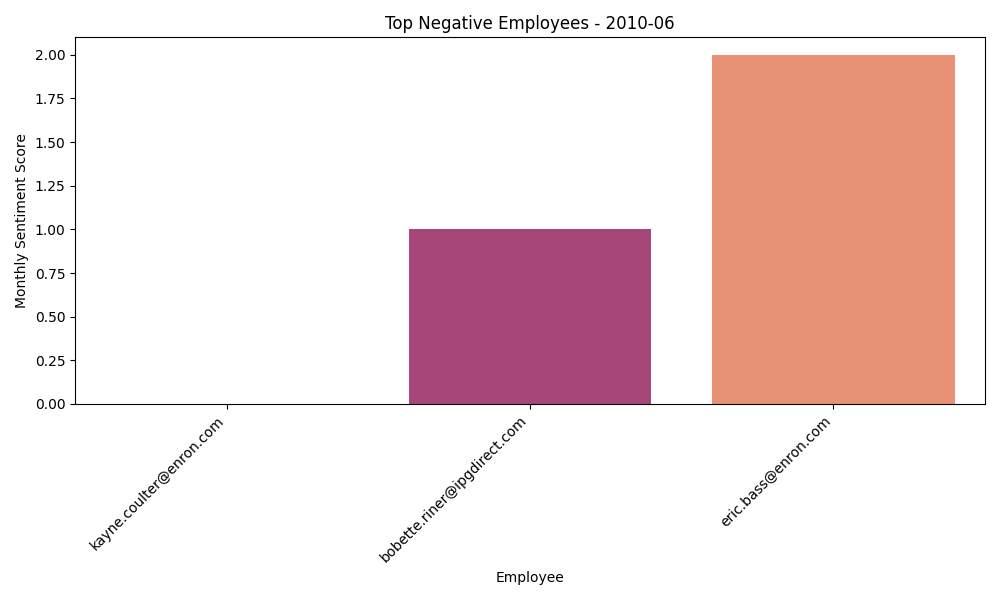 Top Negative Employees - 2010-06
Monthly Sentiment Score
2.00
1.75
1.50
1.25
1.00
0.75
0.50
0.25
0.00
kayne.coulter@enron.com
bobette.riner@ipgdirect.com
eric.bass@enron.com
Employee